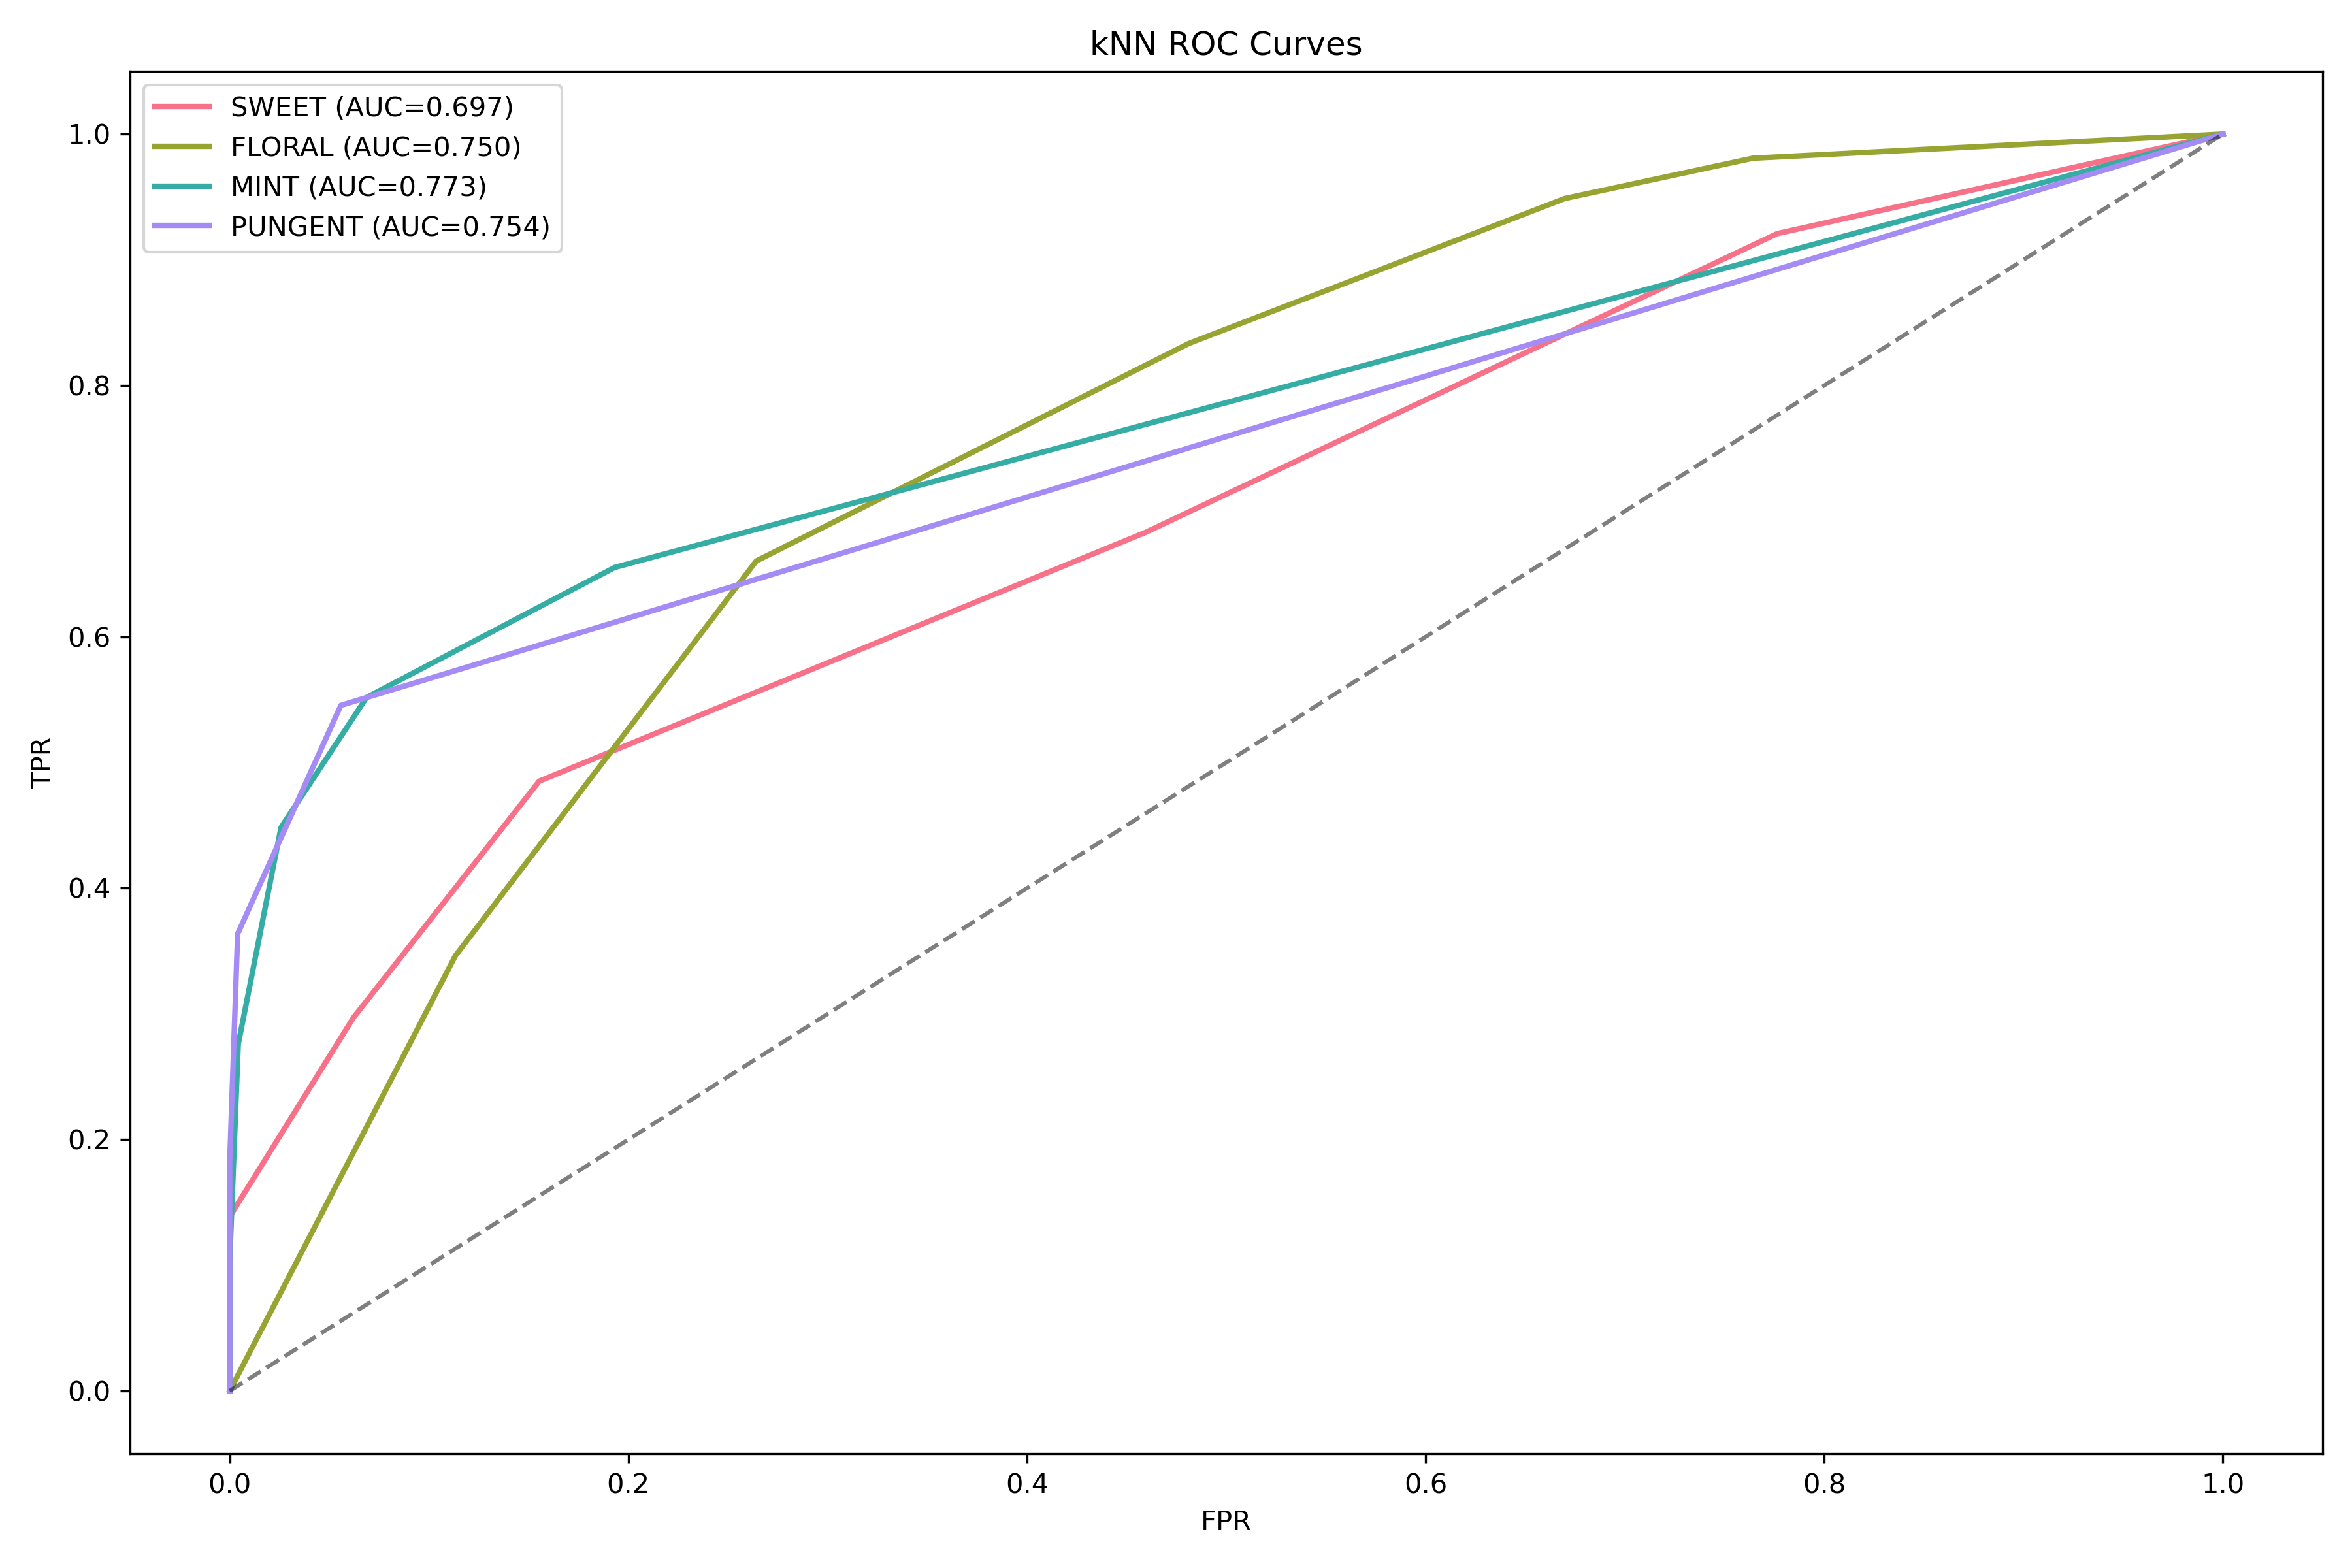 kNN ROC Curves
SWEET (AUC=0.697)
FLORAL (AUC=0.750)
MINT (AUC=0.773)
PUNGENT (AUC=0.754)
1.0
0.8
0.6
0.4
0.2
0.0
TPR
0.0 0.2 0.4 0.6 0.8 1.0
FPR